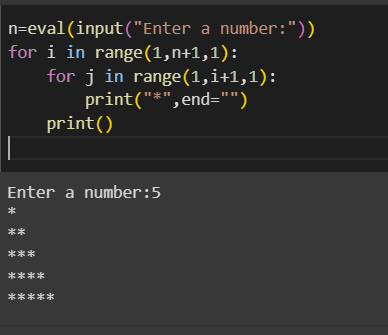 n=eval(input("Enter a number:"))
for i in range(1,n+1,1):
    for j in range(1,i+1,1):
        print("*",end="")
    print()
Enter a number:5
*
**
***
****
*****